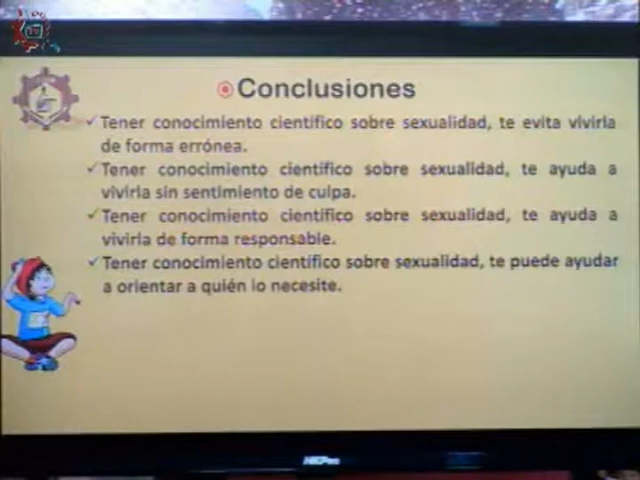 Conclusiones
✓Tener conocimiento científico sobre sexualidad, te evita vivirla
de forma errónea.
✓Tener conocimiento científico sobre sexualidad, te ayuda a
vivirla sin sentimiento de culpa.
✓Tener conocimiento científico sobre sexualidad, te ayuda a
vivirla de forma responsable.
✓Tener conocimiento científico sobre sexualidad, te puede ayudar
a orientar a quién lo necesite.